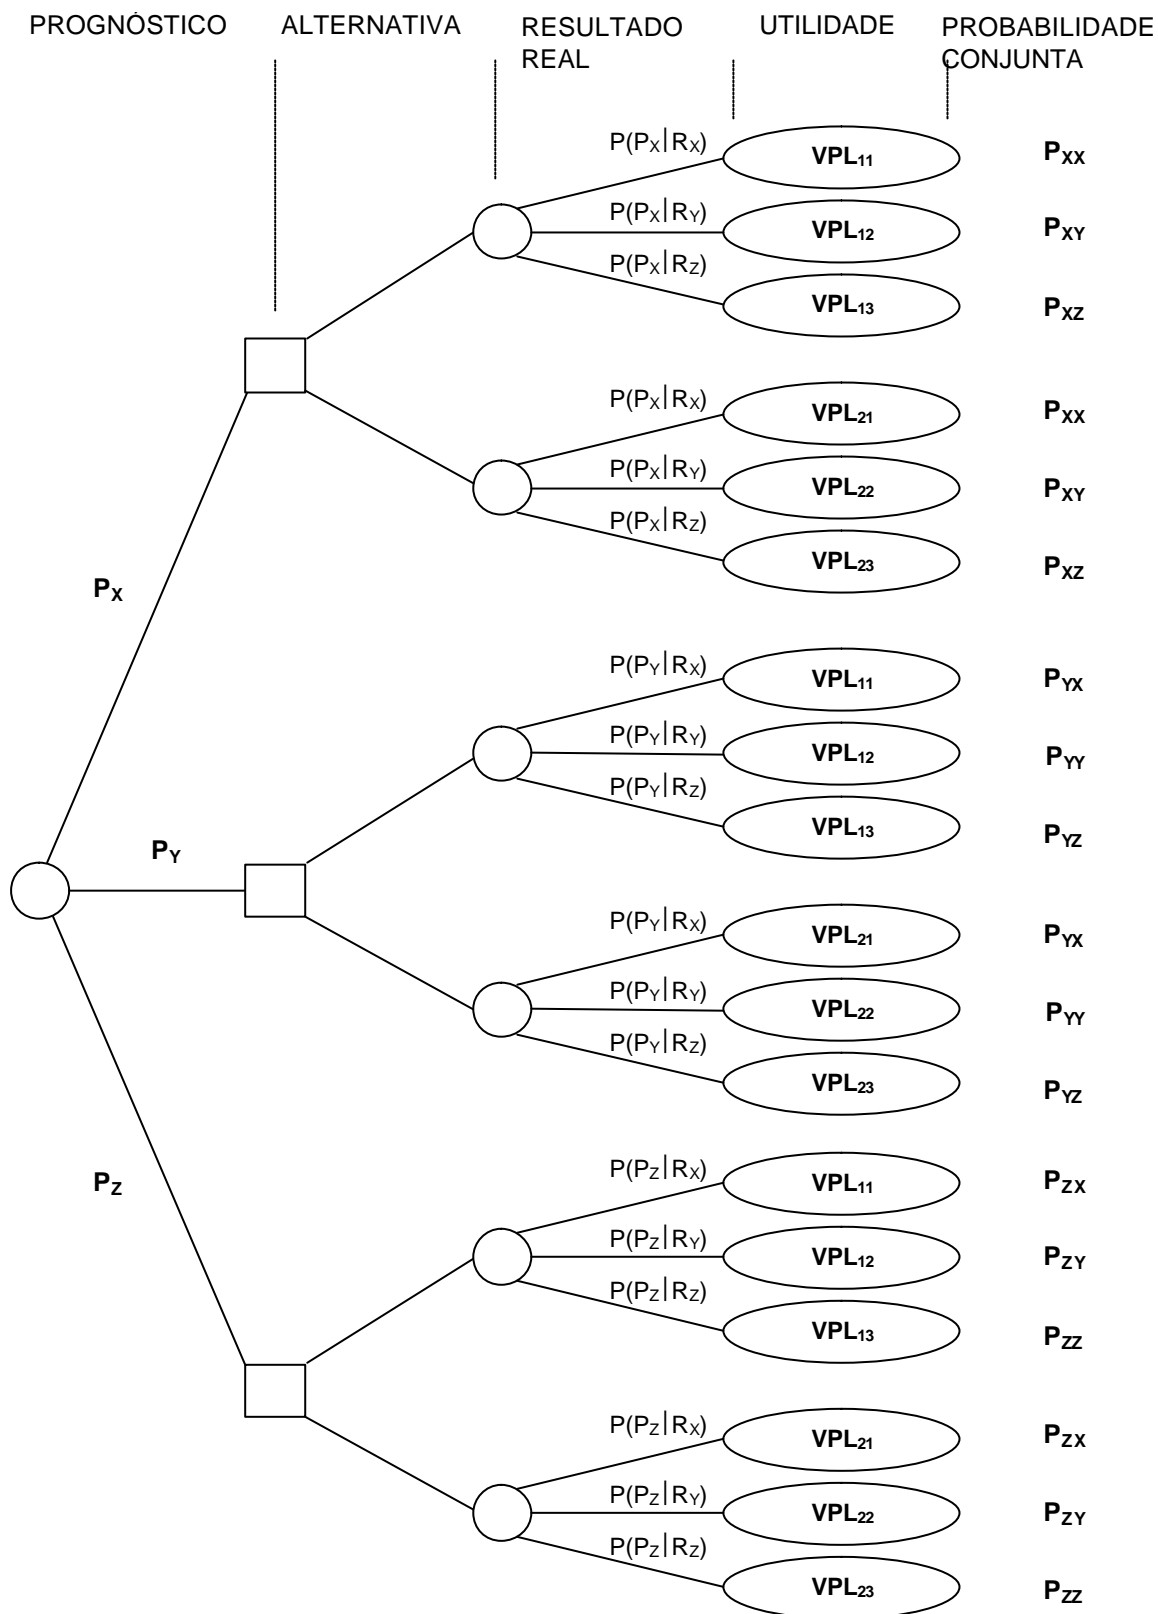 PROGNÓSTICO ALTERNATIVA RESULTADO REAL UTILIDADE PROBABILIDADE CONJUNTA
P(PX|RX) VPL11 PXX
P(PX|RY) VPL12 PXY
P(PX|RZ) VPL13 PXZ
P(PX|RX) VPL21 PXX
P(PX|RY) VPL22 PXY
P(PX|RZ) VPL23 PXZ
PX
P(PY|RX) VPL11 PYX
P(PY|RY) VPL12 PYY
P(PY|RZ) VPL13 PYZ
PY
P(PY|RX) VPL21 PYX
P(PY|RY) VPL22 PYY
P(PY|RZ) VPL23 PYZ
PZ
P(PZ|RX) VPL11 PZX
P(PZ|RY) VPL12 PZY
P(PZ|RZ) VPL13 PZZ
P(PZ|RX) VPL21 PZX
P(PZ|RY) VPL22 PZY
P(PZ|RZ) VPL23 PZZ